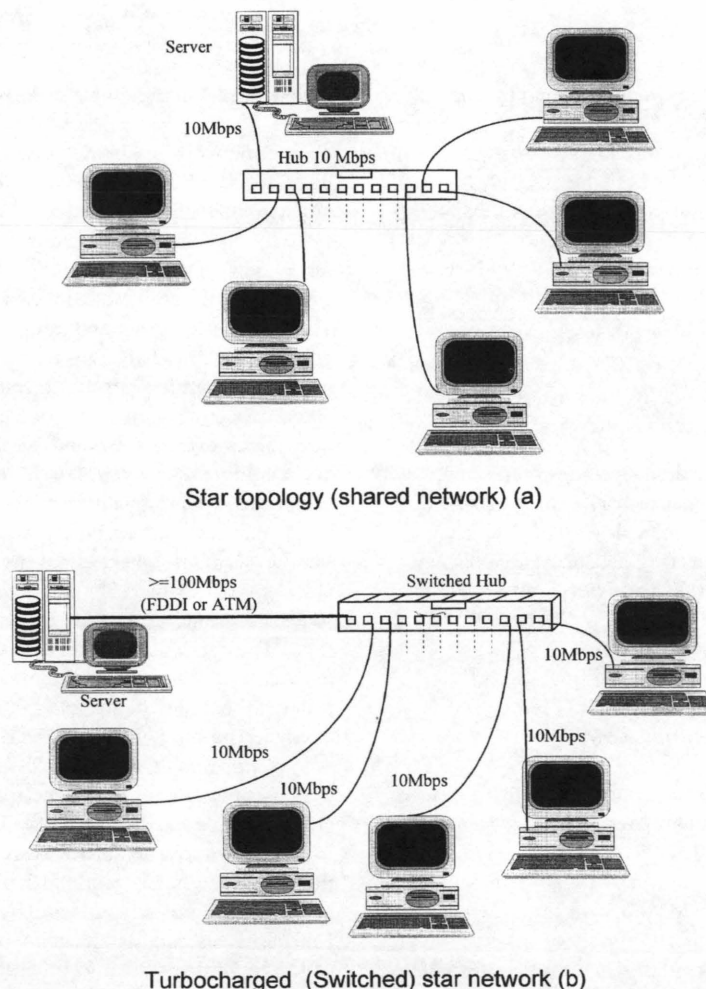 Server
10Mbps
Hub 10 Mbps
Star topology (shared network) (a)
>=100Mbps
(FDDI or ATM)
Switched Hub
10Mbps
Server
10Mbps
10Mbps
10Mbps
10Mbps
Turbocharged (Switched) star network (b)